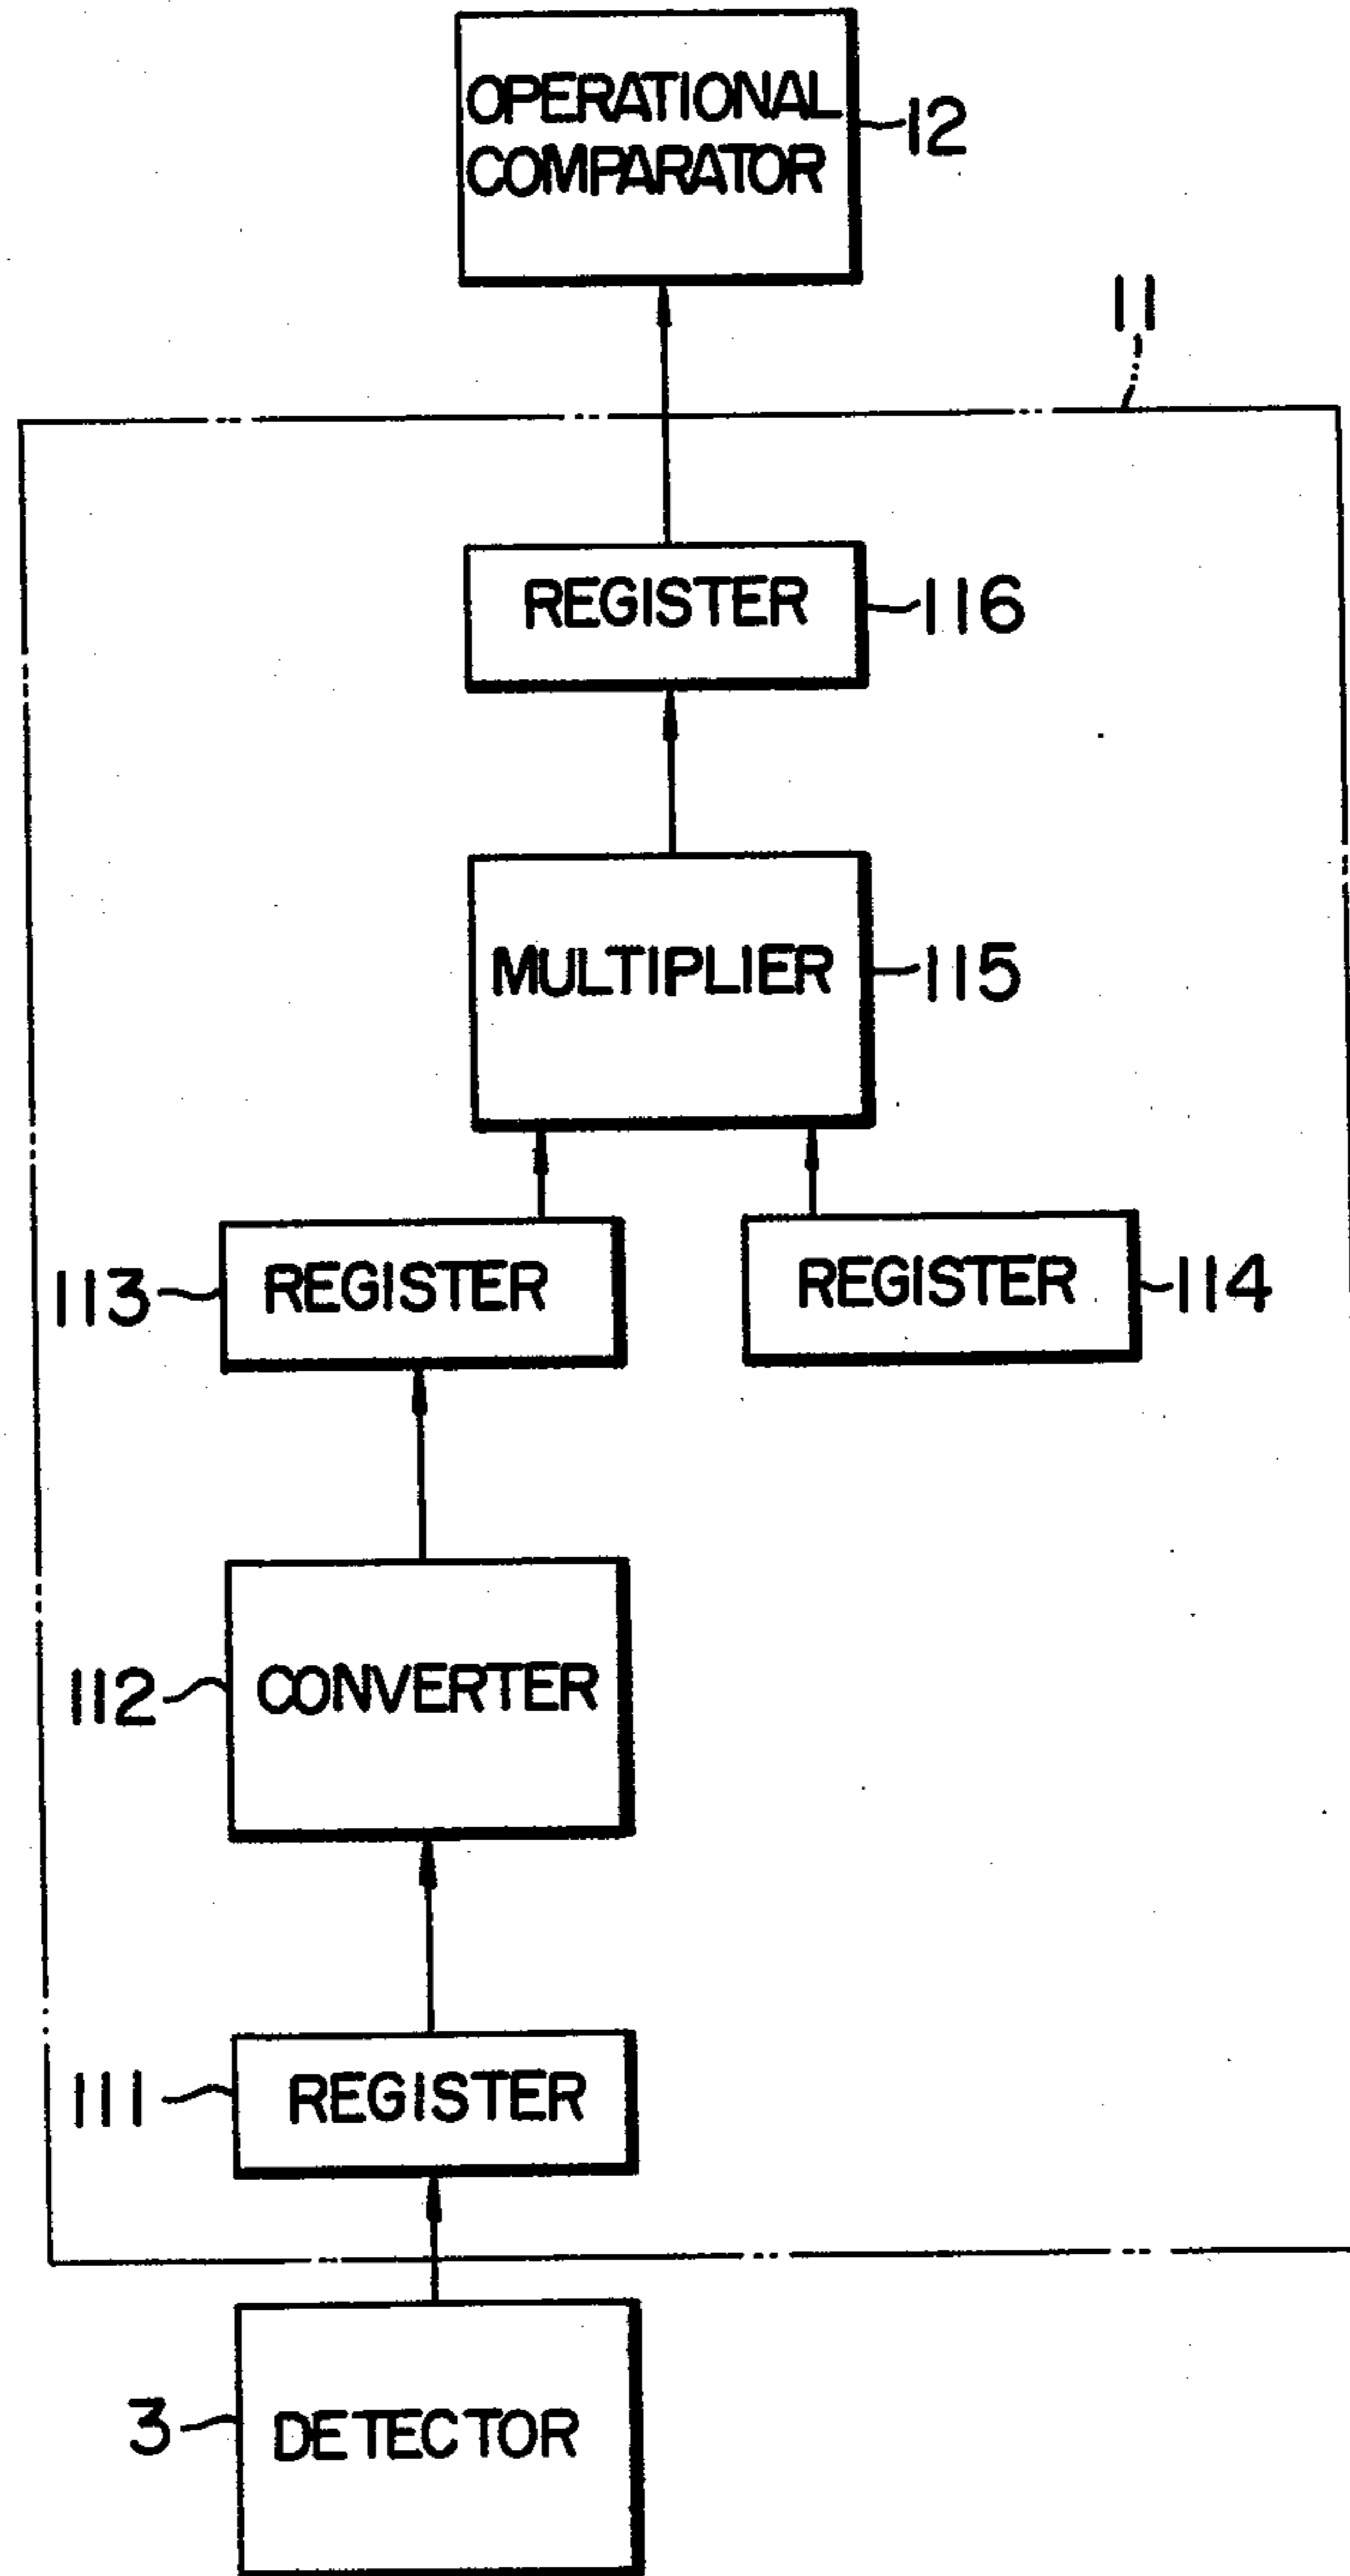 OPERATIONAL
COMPARATOR
12
11
REGISTER
116
MULTIPLIER
115
113
REGISTER
REGISTER
114
112
CONVERTER
111
REGISTER
3
DETECTOR